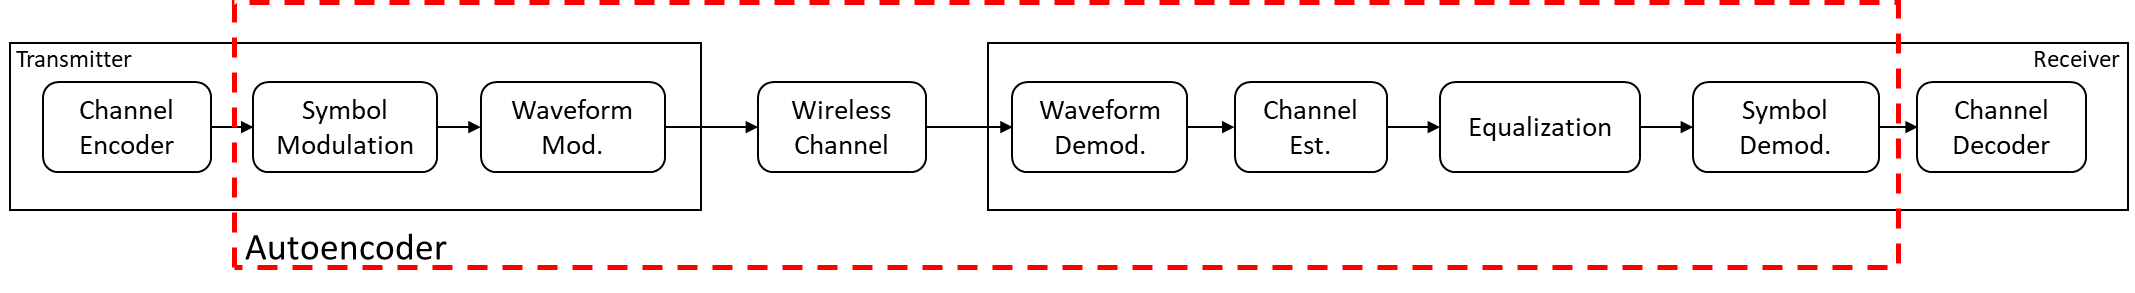 Transmitter
Receiver
Channel
Encoder
Symbol
Modulation
Waveform
Mod.
Wireless
Channel
Waveform
Demod.
Channel
Est.
Equalization
Symbol
Demod.
Channel
Decoder
Autoencoder